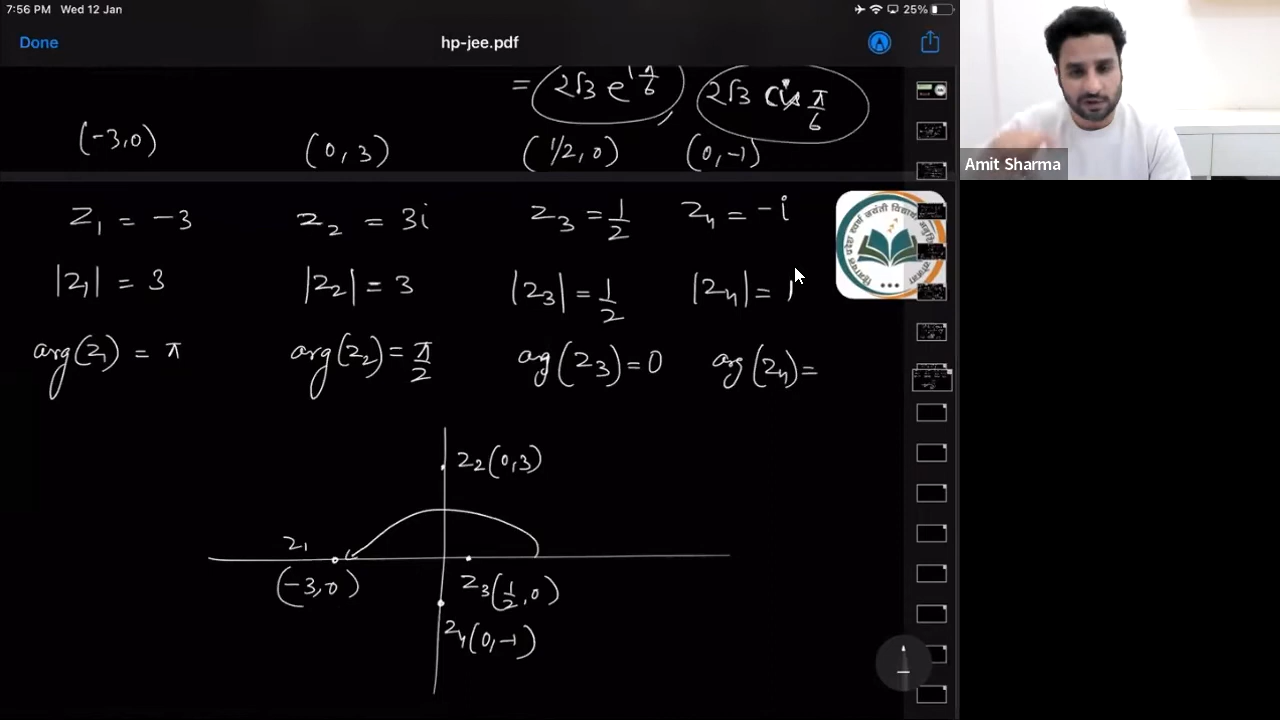 7:56 PM Wed 12 Jan
25%
Done
hp-jee.pdf
= 2√3 e^{iπ/6} 2√3 cis π/6
(-3,0) (0, 3) (1/2, 0) (0, -1)
Amit Sharma
z₁ = -3 z₂ = 3i z₃ = 1/2 z₄ = -i
|z₁| = 3 |z₂| = 3 |z₃| = 1/2 |z₄| = 1
arg(z₁) = π arg(z₂) = π/2 arg(z₃) = 0 arg(z₄) =
z₂(0,3)
z₁
(-3,0)
z₃(1/2, 0)
z₄(0, -1)